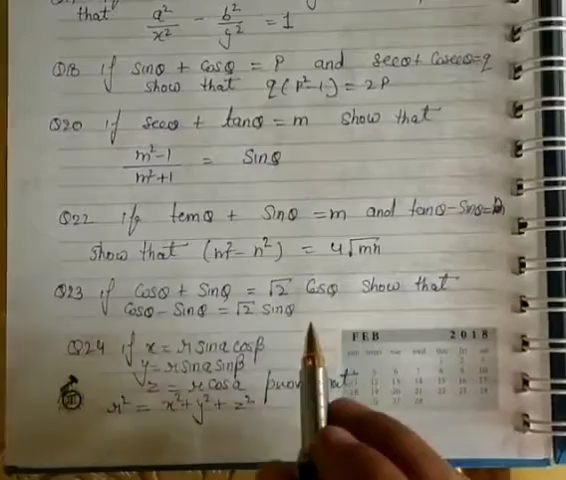 that a²/x² - b²/y² = 1
Q18 if sinθ + cosθ = P and secθ + cosecθ = q
show that q(P²-1) = 2P
Q20 if secθ + tanθ = m show that
m²-1/m²+1 = sinθ
Q22 if tanθ + sinθ = m and tanθ - sinθ = n
show that (m² - n²) = 4√mn
Q23 if cosθ + sinθ = √2 cosθ show that
cosθ - sinθ = √2 sinθ
Q24 if x = r sinα cosβ
y = r sinα sinβ
z = r cosα
r² = x² + y² + z²
FEB 2018